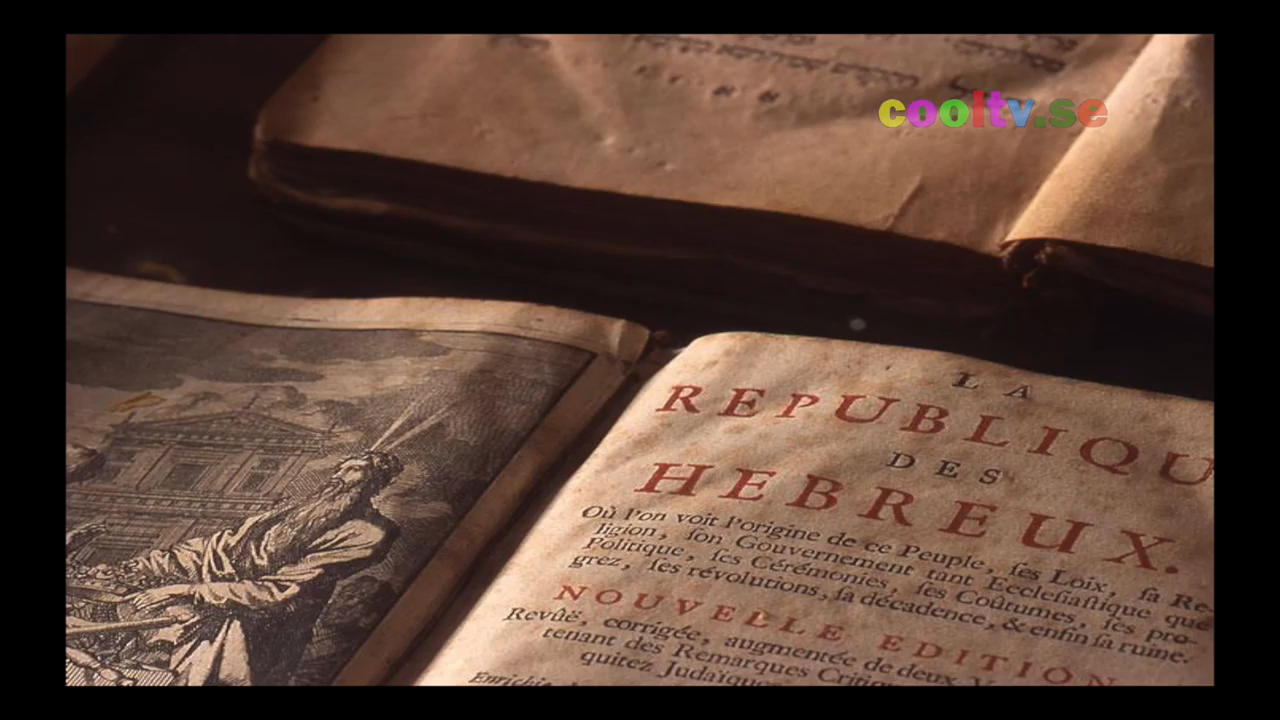 cooltv.se
LA
REPUBLIQU
DES
HEBREUX.
Où l'on voit l'origine de ce Peuple, ſes Loix, ſa Re-
ligion, ſon Gouvernement tant Eccleſiaſtique que
Politique, ſes Cérémonies, ſes Coûtumes, ſes pro-
grez, ſes révolutions, ſa décadence, & enfin ſa ruine.
NOUVELLE EDITION
Revûë, corrigée, augmentée de deux V
tenant des Remarques Critiqu
quitez Judaïque
Enrichie